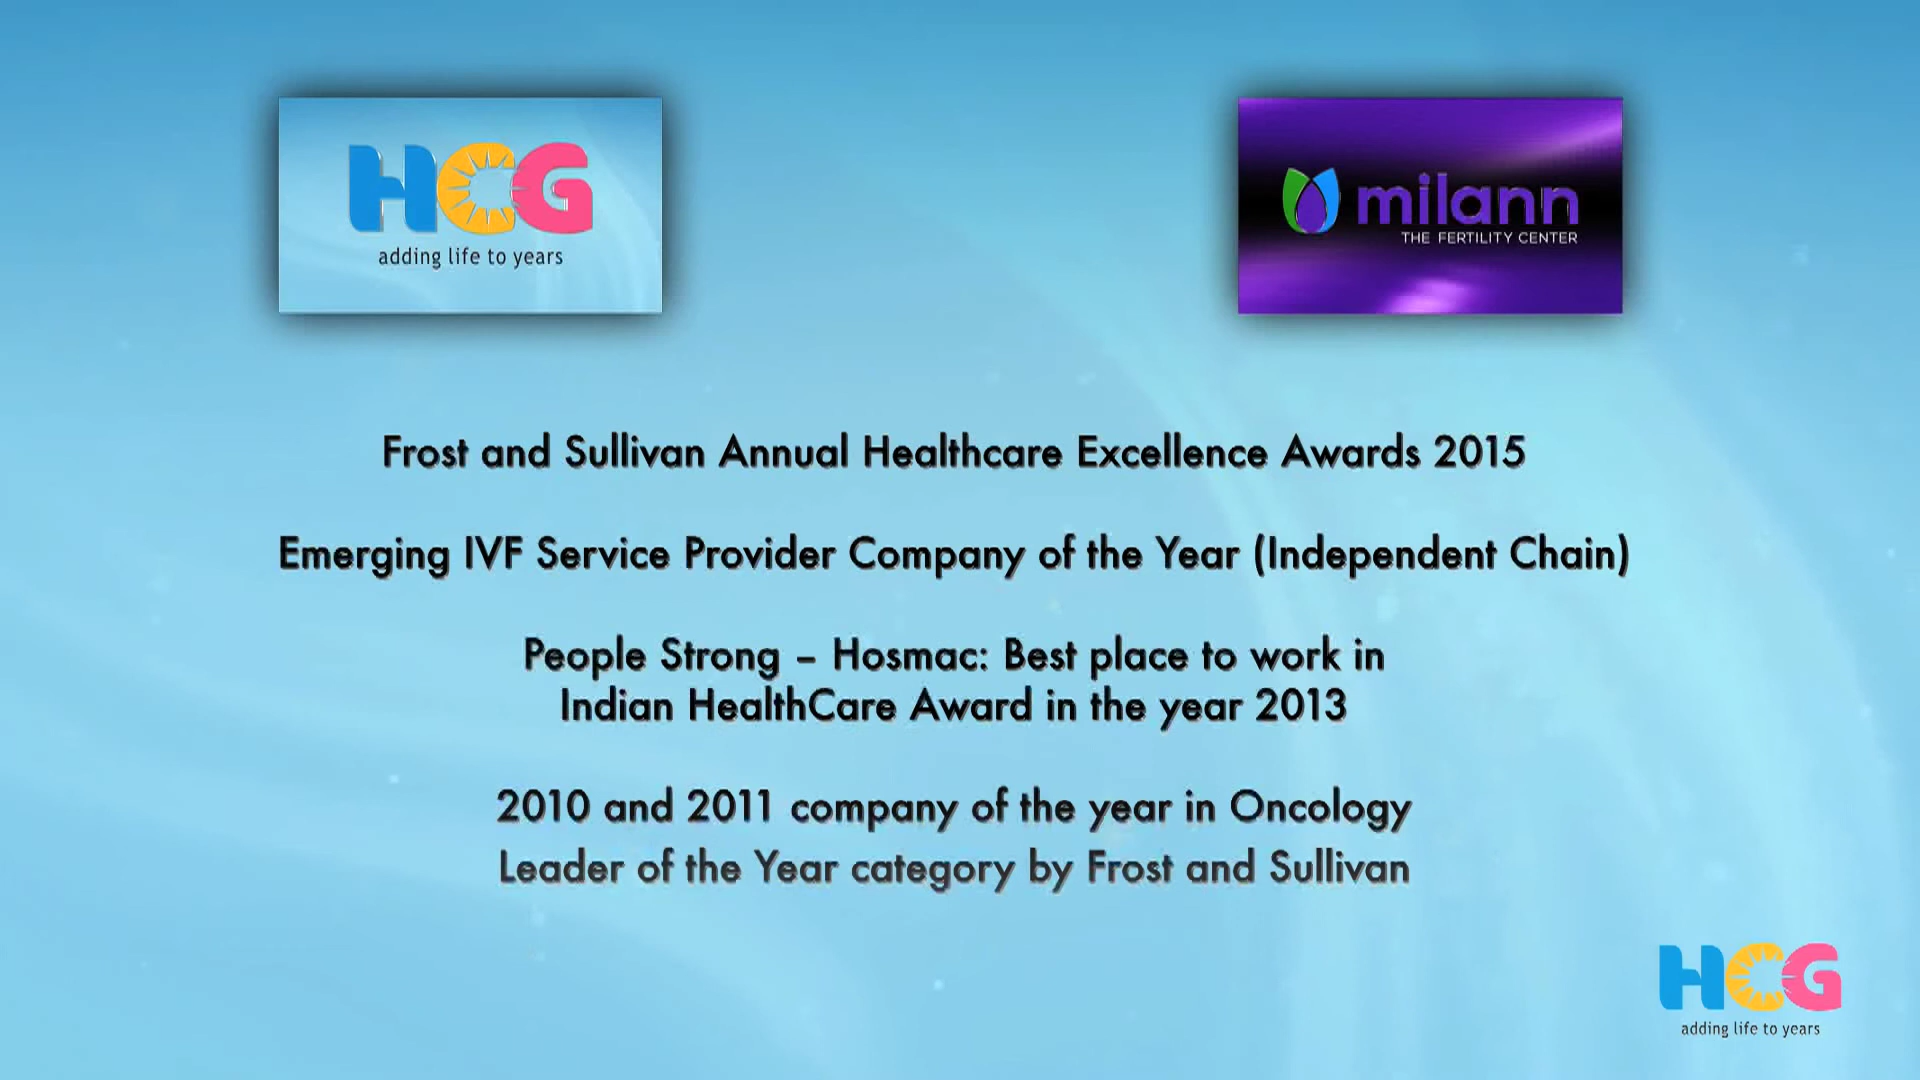 HCG
adding life to years
milann
THE FERTILITY CENTER
Frost and Sullivan Annual Healthcare Excellence Awards 2015
Emerging IVF Service Provider Company of the Year (Independent Chain)
People Strong – Hosmac: Best place to work in
Indian HealthCare Award in the year 2013
2010 and 2011 company of the year in Oncology
Leader of the Year category by Frost and Sullivan
HCG
adding life to years